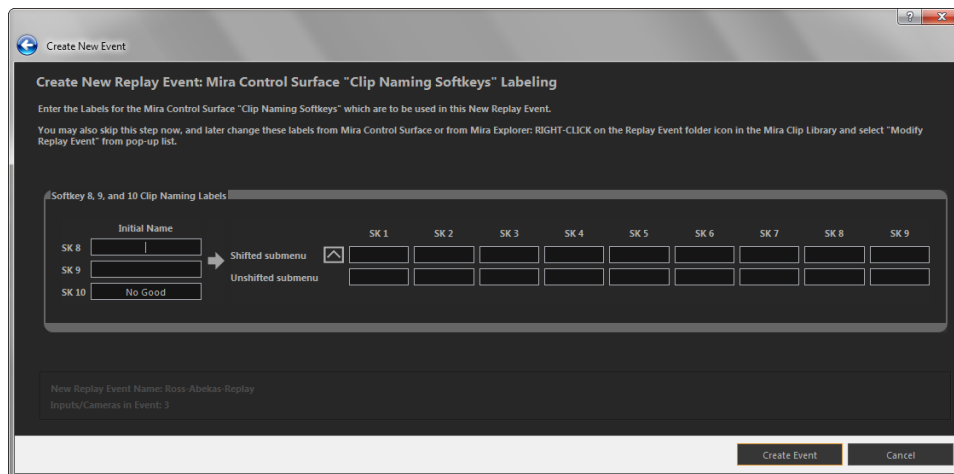 ?
X
Create New Event
Create New Replay Event: Mira Control Surface "Clip Naming Softkeys" Labeling
Enter the Labels for the Mira Control Surface "Clip Naming Softkeys" which are to be used in this New Replay Event.
You may also skip this step now, and later change these labels from Mira Control Surface or from Mira Explorer: RIGHT-CLICK on the Replay Event folder icon in the Mira Clip Library and select "Modify
Replay Event" from pop-up list.
Softkey 8, 9, and 10 Clip Naming Labels
Initial Name
SK 1 SK 2 SK 3 SK 4 SK 5 SK 6 SK 7 SK 8 SK 9
SK 8
Shifted submenu
SK 9
Unshifted submenu
SK 10 No Good
New Replay Event Name: Ross-Abekas-Replay
Inputs/Cameras in Event: 3
Create Event Cancel